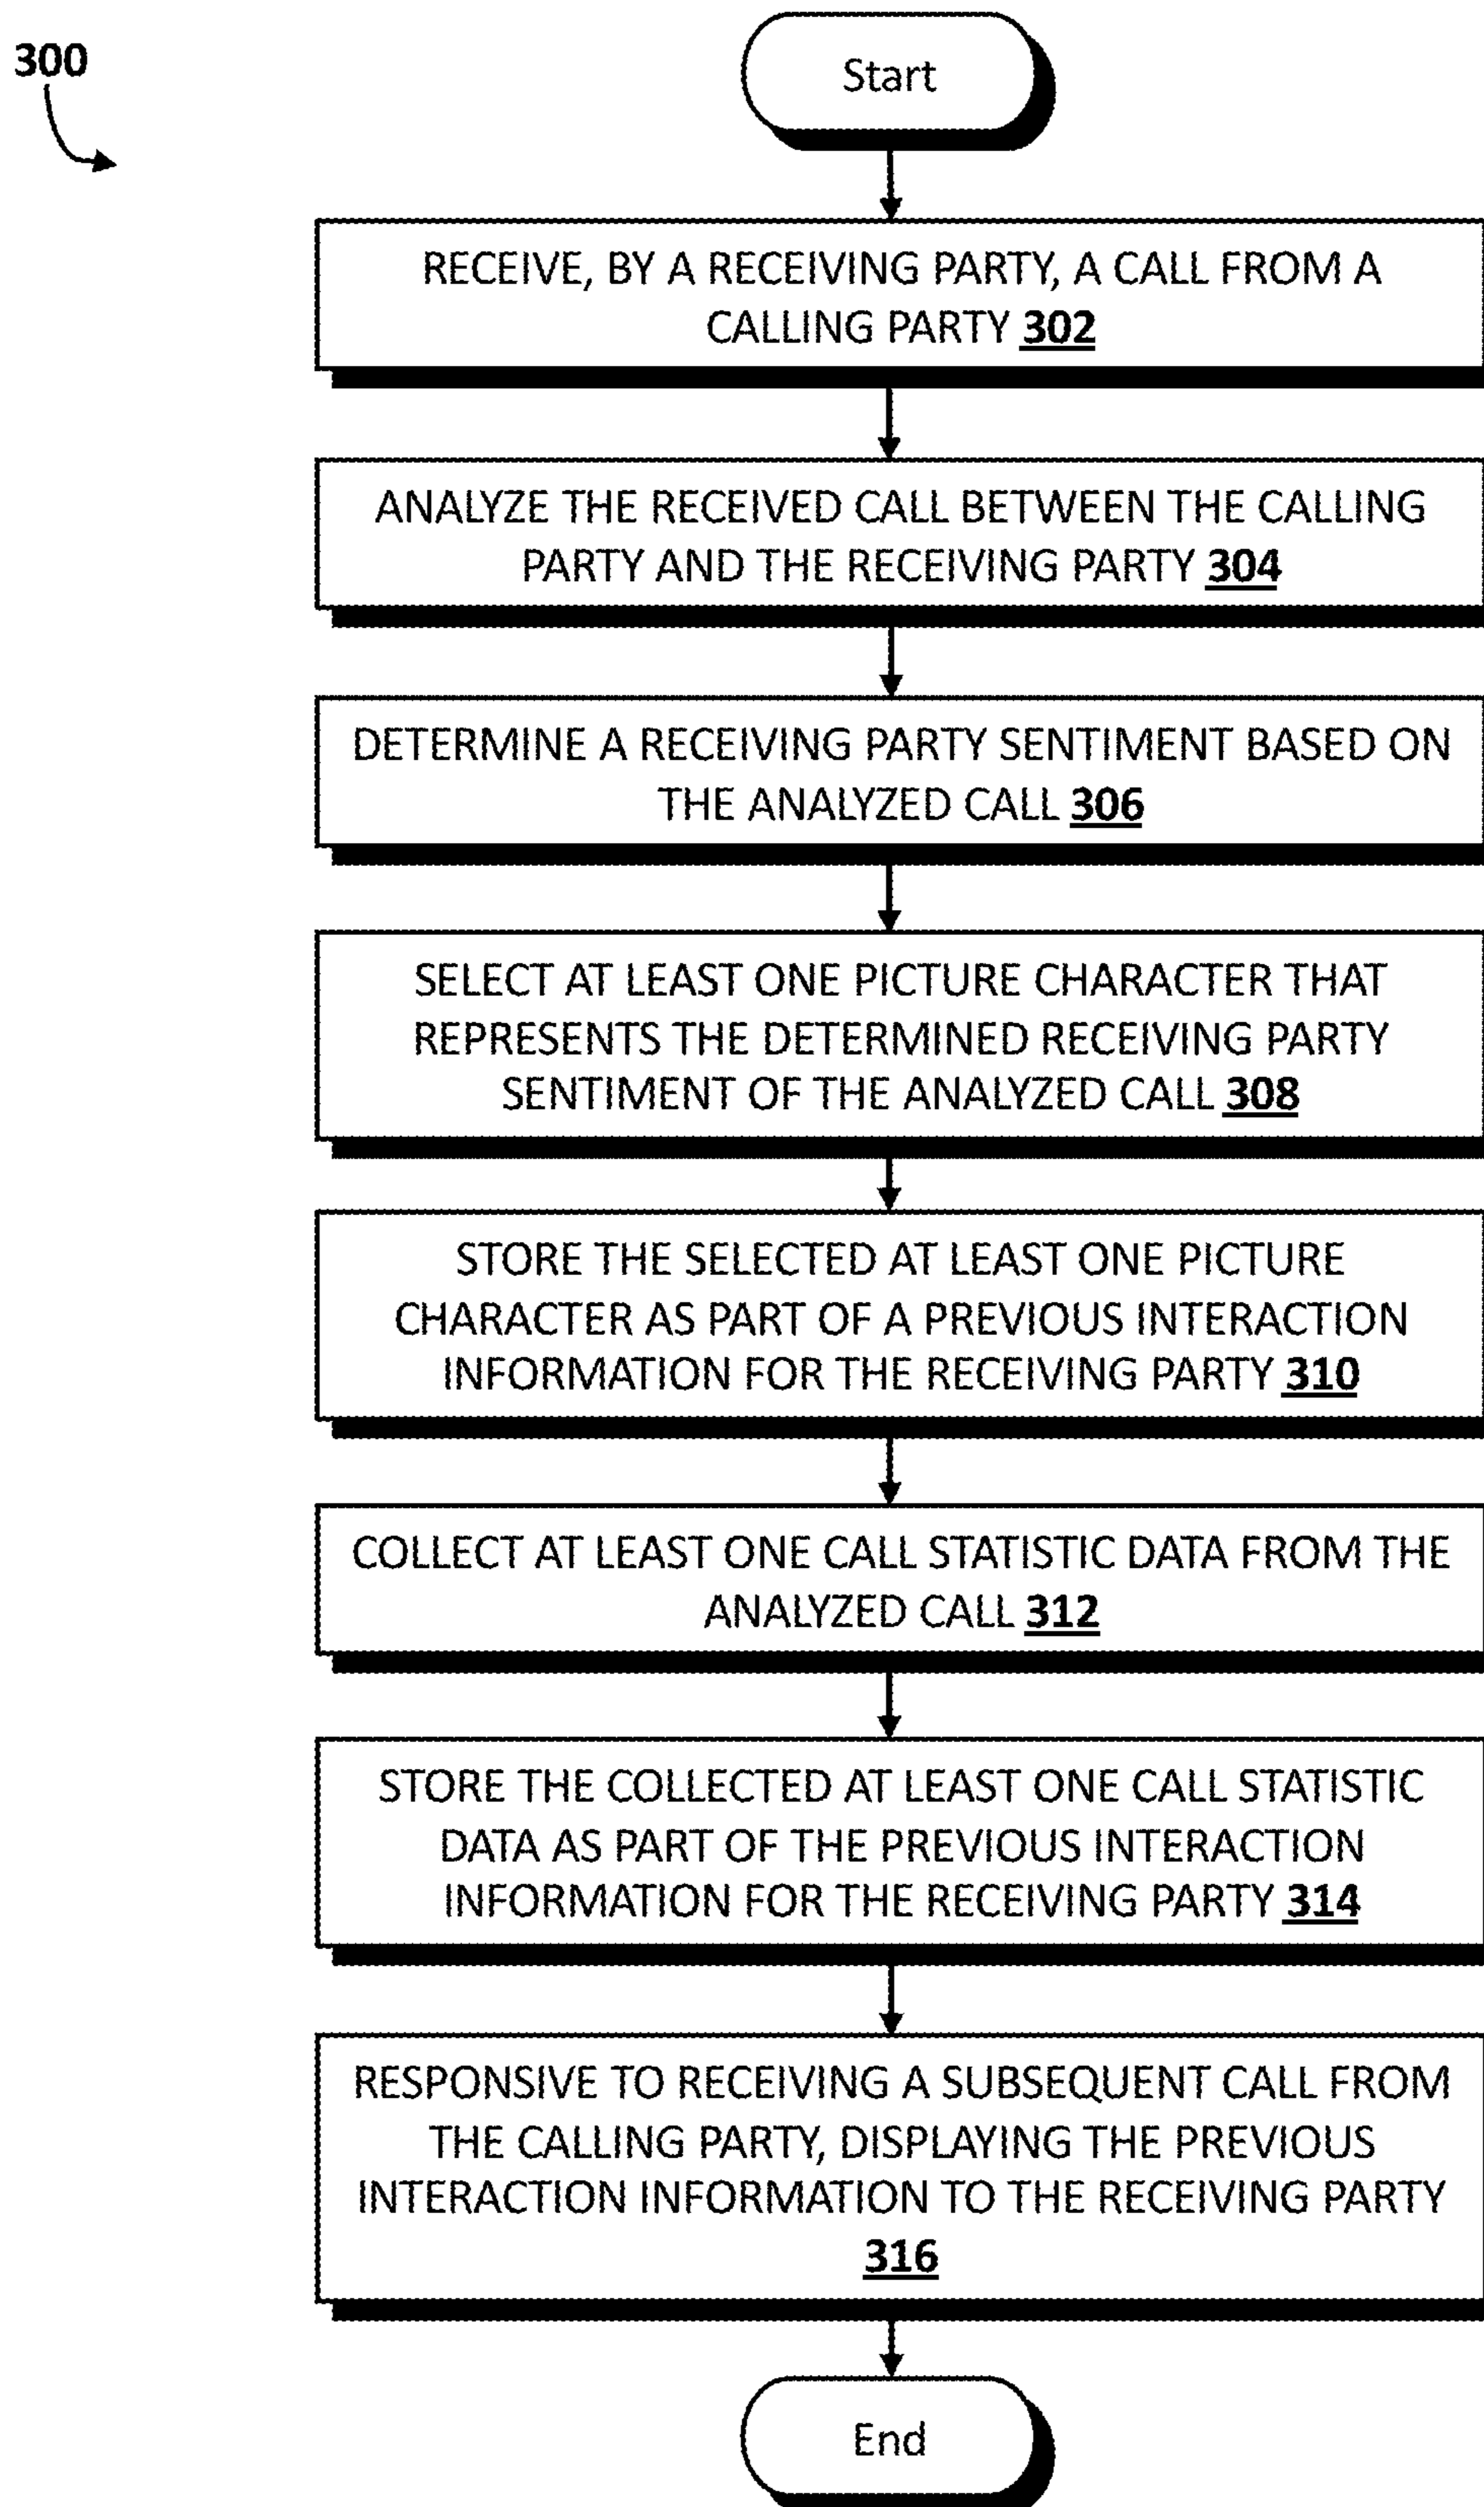 300
Start
RECEIVE, BY A RECEIVING PARTY, A CALL FROM A
CALLING PARTY 302
ANALYZE THE RECEIVED CALL BETWEEN THE CALLING
PARTY AND THE RECEIVING PARTY 304
DETERMINE A RECEIVING PARTY SENTIMENT BASED ON
THE ANALYZED CALL 306
SELECT AT LEAST ONE PICTURE CHARACTER THAT
REPRESENTS THE DETERMINED RECEIVING PARTY
SENTIMENT OF THE ANALYZED CALL 308
STORE THE SELECTED AT LEAST ONE PICTURE
CHARACTER AS PART OF A PREVIOUS INTERACTION
INFORMATION FOR THE RECEIVING PARTY 310
COLLECT AT LEAST ONE CALL STATISTIC DATA FROM THE
ANALYZED CALL 312
STORE THE COLLECTED AT LEAST ONE CALL STATISTIC
DATA AS PART OF THE PREVIOUS INTERACTION
INFORMATION FOR THE RECEIVING PARTY 314
RESPONSIVE TO RECEIVING A SUBSEQUENT CALL FROM
THE CALLING PARTY, DISPLAYING THE PREVIOUS
INTERACTION INFORMATION TO THE RECEIVING PARTY
316
End